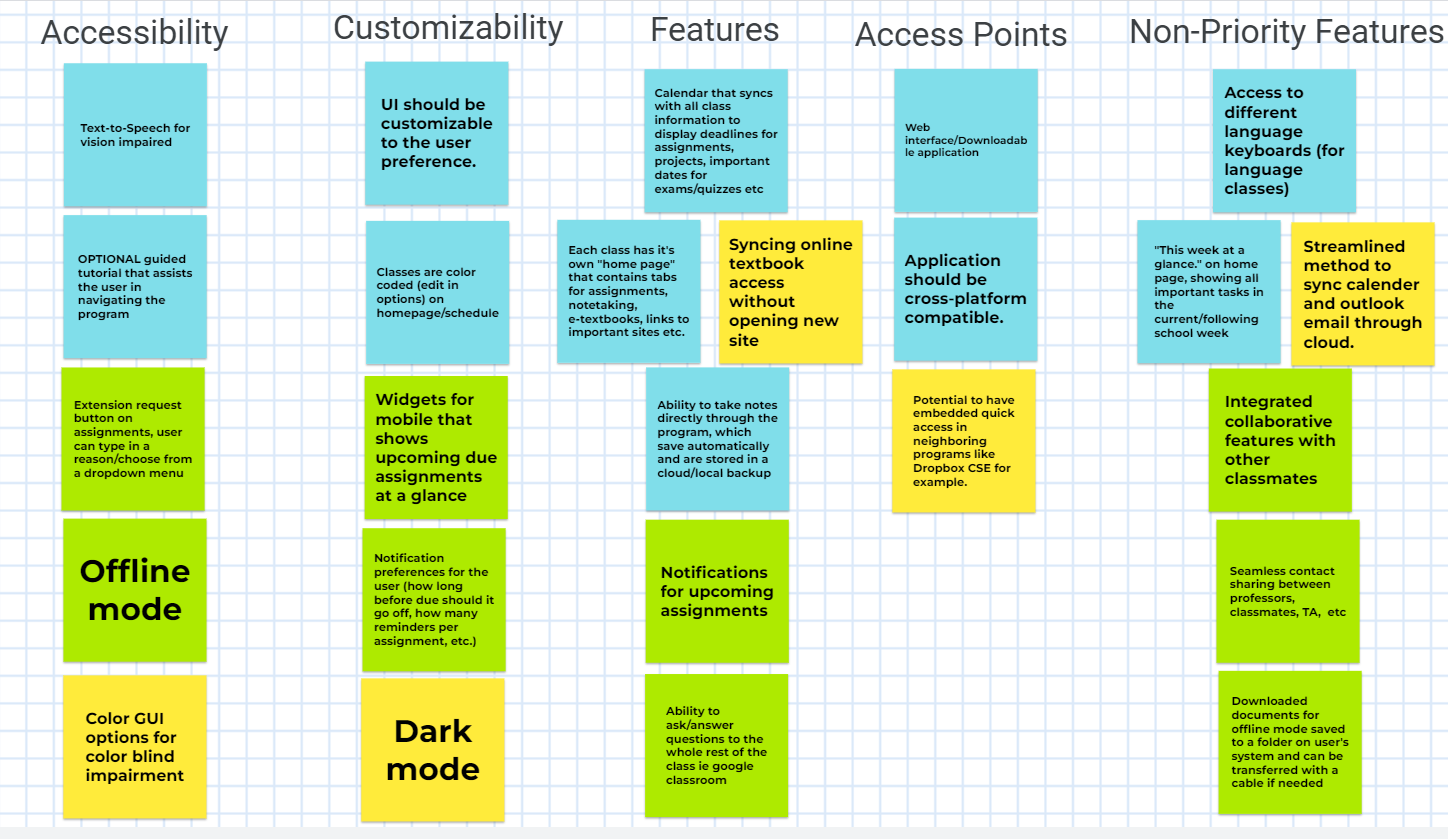 Accessibility
Text-to-Speech for
vision impaired
OPTIONAL guided
tutorial that assists
the user in
navigating the
program
Extension request
button on
assignments, user
can type in a
reason/choose from
a dropdown menu
Offline
mode
Color GUI
options for
color blind
impairment
Customizability
UI should be
customizable
to the user
preference.
Classes are color
coded (edit in
options) on
homepage/schedule
Widgets for
mobile that
shows
upcoming due
assignments
at a glance
Notification
preferences for the
user (how long
before due should it
go off, how many
reminders per
assignment, etc.)
Dark
mode
Features
Calendar that syncs
with all class
information to
display deadlines for
assignments,
projects, important
dates for
exams/quizzes etc
Each class has it's
own "home page"
that contains tabs
for assignments,
notetaking,
e-textbooks, links to
important sites etc.
Syncing online
textbook
access
without
opening new
site
Ability to take notes
directly through the
program, which
save automatically
and are stored in a
cloud/local backup
Notifications
for upcoming
assignments
Ability to
ask/answer
questions to the
whole rest of the
class ie google
classroom
Access Points
Web
interface/Downloadab
le application
Application
should be
cross-platform
compatible.
Potential to have
embedded quick
access in
neighboring
programs like
Dropbox CSE for
example.
Non-Priority Features
Access to
different
language
keyboards (for
language
classes)
"This week at a
glance." on home
page, showing all
important tasks in
the
current/following
school week
Streamlined
method to
sync calender
and outlook
email through
cloud.
Integrated
collaborative
features with
other
classmates
Seamless contact
sharing between
professors,
classmates, TA, etc
Downloaded
documents for
offline mode saved
to a folder on user's
system and can be
transferred with a
cable if needed